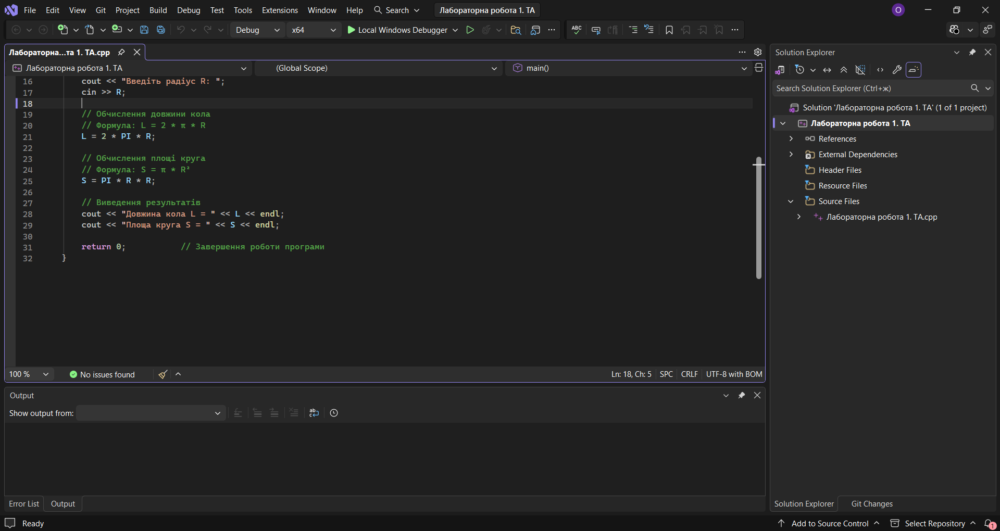 File Edit View Git Project Build Debug Test Tools Extensions Window Help Search Лабораторна робота 1. ТА O
Debug x64 Local Windows Debugger ABC
Лабораторна...та 1. ТА.cpp
Лабораторна робота 1. ТА (Global Scope) main()
16 cout << "Введіть радіус R: ";
17 cin >> R;
18
19 // Обчислення довжини кола
20 // Формула: L = 2 * π * R
21 L = 2 * PI * R;
22
23 // Обчислення площі круга
24 // Формула: S = π * R²
25 S = PI * R * R;
26
27 // Виведення результатів
28 cout << "Довжина кола L = " << L << endl;
29 cout << "Площа круга S = " << S << endl;
30
31 return 0; // Завершення роботи програми
32 }
100 % No issues found Ln: 18, Ch: 5 SPC CRLF UTF-8 with BOM
Output
Show output from:
Error List Output
Solution Explorer
Search Solution Explorer (Ctrl+ж)
Solution 'Лабораторна робота 1. ТА' (1 of 1 project)
Лабораторна робота 1. ТА
References
External Dependencies
Header Files
Resource Files
Source Files
Лабораторна робота 1. ТА.cpp
Solution Explorer Git Changes
Ready Add to Source Control Select Repository 1